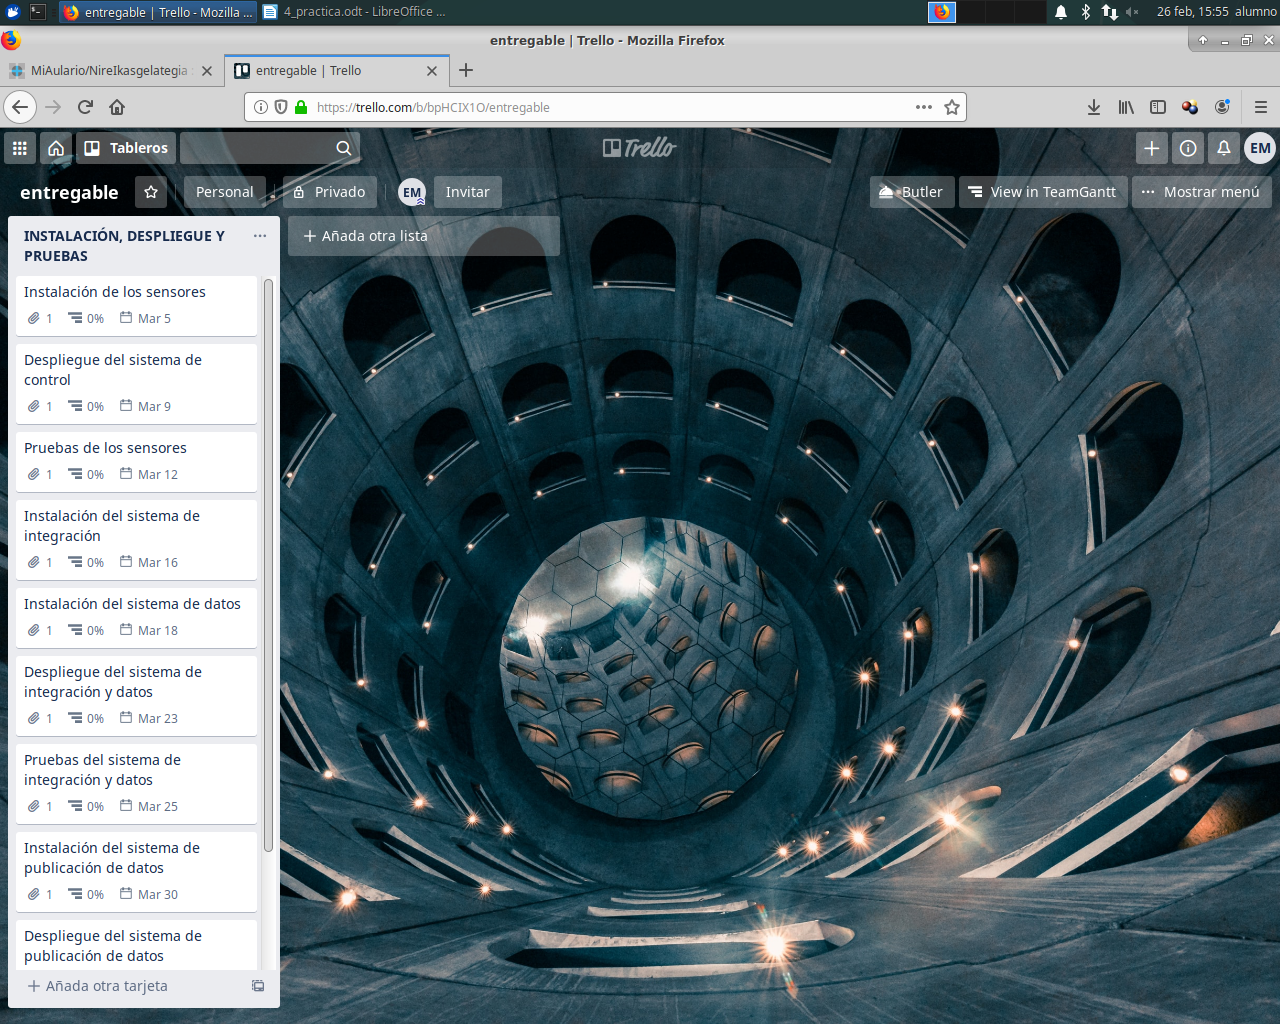 entregable | Trello - Mozilla ...
4_practica.odt - LibreOffice ...
26 feb, 15:55 alumno
entregable | Trello - Mozilla Firefox
MiAulario/NireIkasgelategia :
entregable | Trello
https://trello.com/b/bpHCIX1O/entregable
Tableros
Trello
EM
entregable
Personal
Privado
EM
Invitar
Butler
View in TeamGantt
Mostrar menú
INSTALACIÓN, DESPLIEGUE Y
PRUEBAS
Añada otra lista
Instalación de los sensores
1 0% Mar 5
Despliegue del sistema de
control
1 0% Mar 9
Pruebas de los sensores
1 0% Mar 12
Instalación del sistema de
integración
1 0% Mar 16
Instalación del sistema de datos
1 0% Mar 18
Despliegue del sistema de
integración y datos
1 0% Mar 23
Pruebas del sistema de
integración y datos
1 0% Mar 25
Instalación del sistema de
publicación de datos
1 0% Mar 30
Despliegue del sistema de
publicación de datos
Añada otra tarjeta